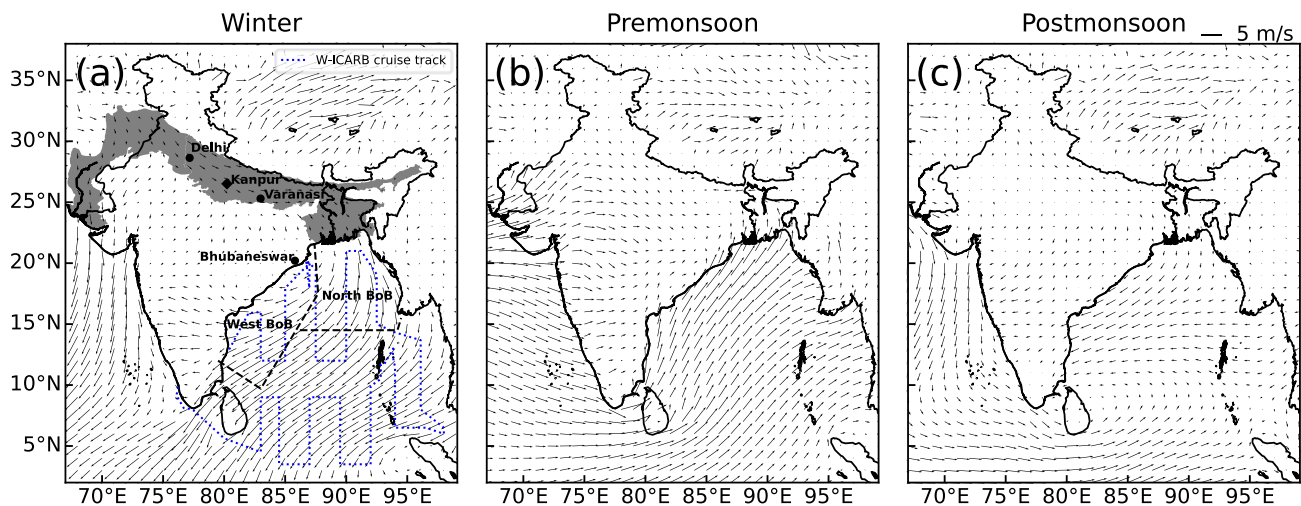 Winter
Premonsoon
Postmonsoon
5 m/s
(a)
W-ICARB cruise track
(b)
(c)
35°N
30°N
25°N
20°N
15°N
10°N
5°N
Delhi
Kanpur
Varanasi
Bhubaneswar
North BoB
West BoB
70°E 75°E 80°E 85°E 90°E 95°E
70°E 75°E 80°E 85°E 90°E 95°E
70°E 75°E 80°E 85°E 90°E 95°E